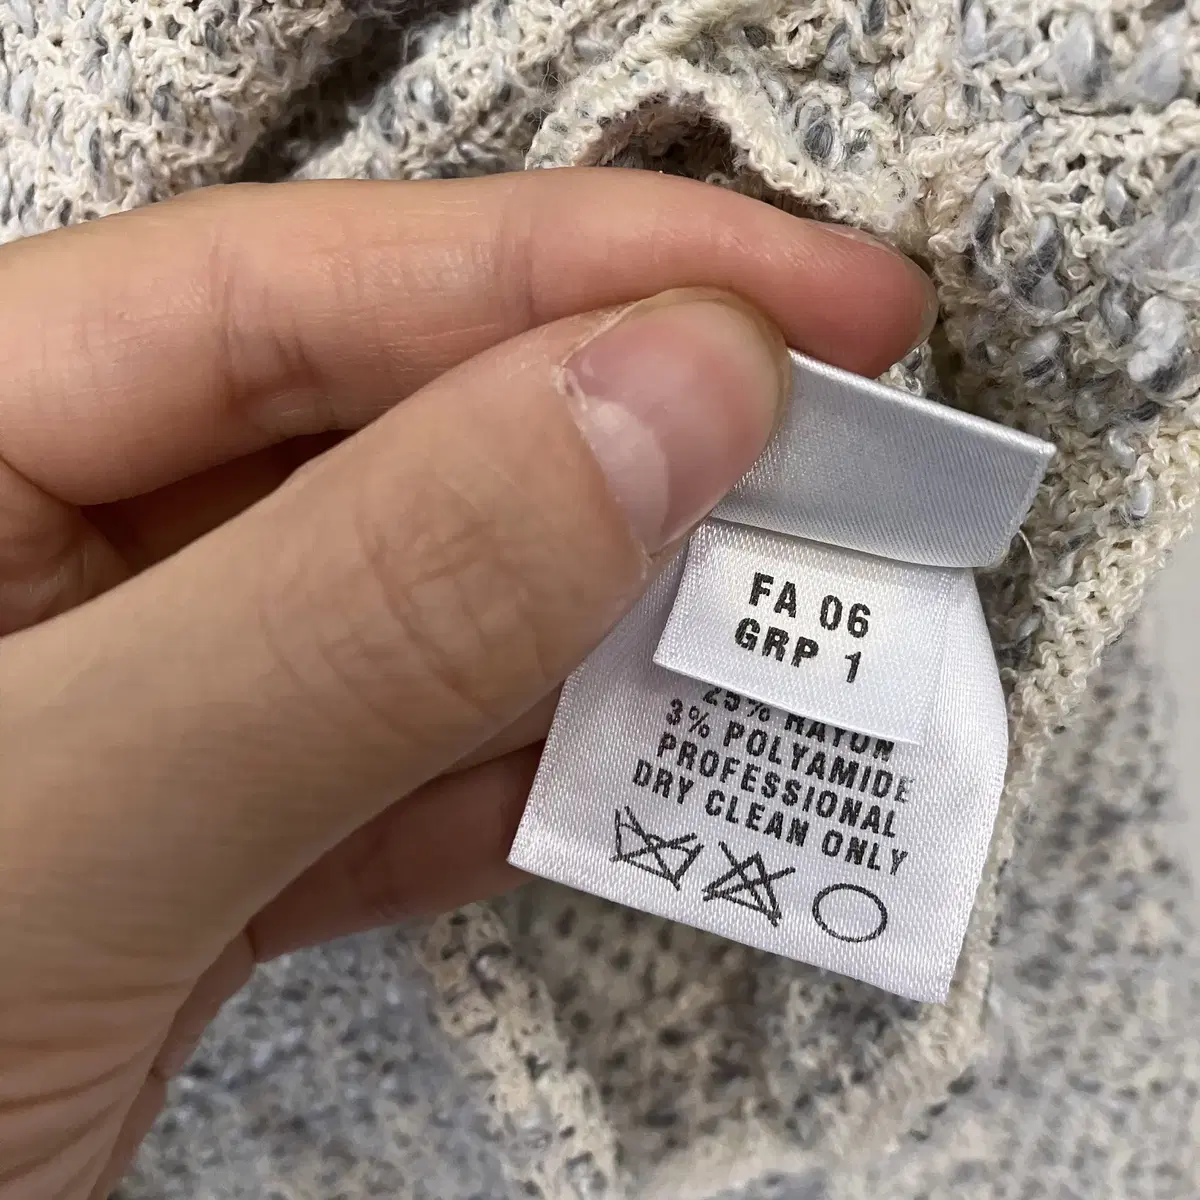 FA 06
GRP 1
25% RAYON
3% POLYAMIDE
PROFESSIONAL
DRY CLEAN ONLY